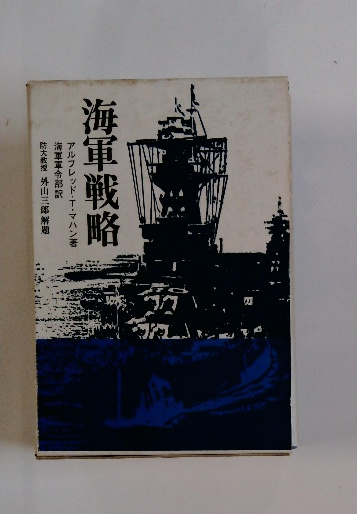 海軍戦略
アルフレッド・T・マハン著
海軍軍令部訳
防大教授 外山三郎解題